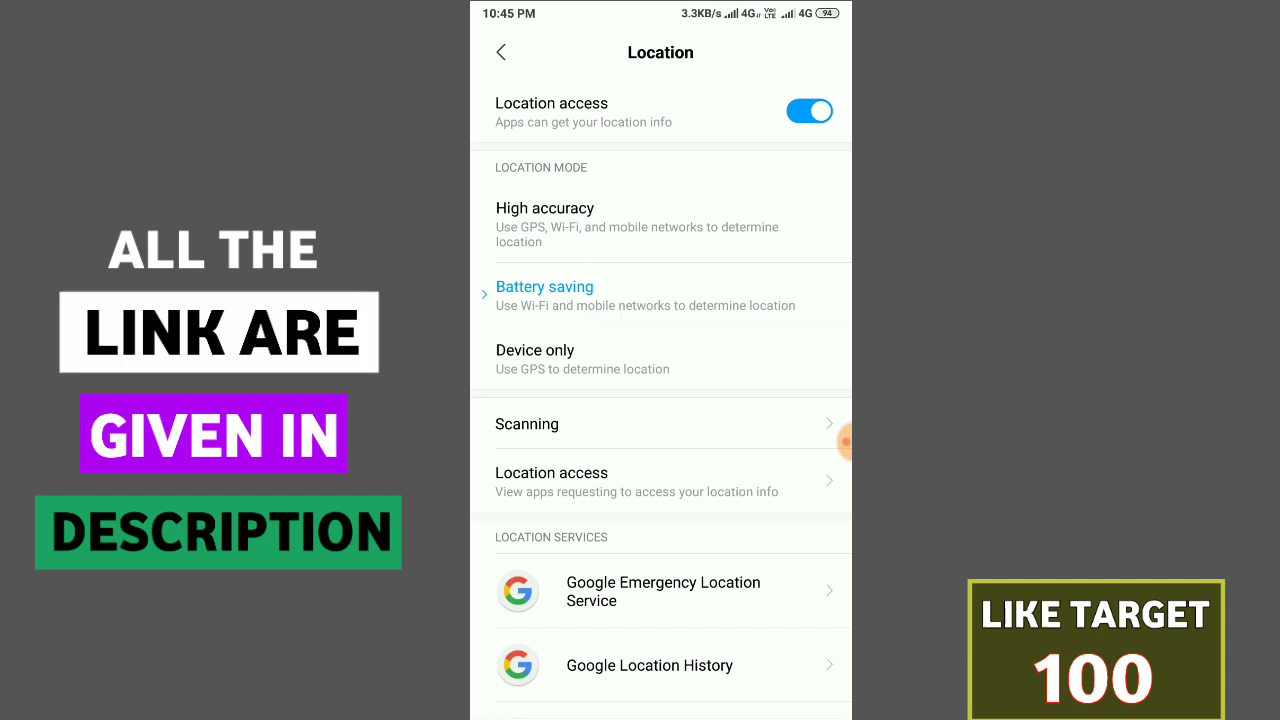 10:45 PM 3.3KB/s 4G VoLTE 4G 94
Location
Location access
Apps can get your location info
LOCATION MODE
High accuracy
Use GPS, Wi-Fi, and mobile networks to determine
location
Battery saving
Use Wi-Fi and mobile networks to determine location
Device only
Use GPS to determine location
Scanning
Location access
View apps requesting to access your location info
LOCATION SERVICES
Google Emergency Location
Service
Google Location History
ALL THE
LINK ARE
GIVEN IN
DESCRIPTION
LIKE TARGET
100